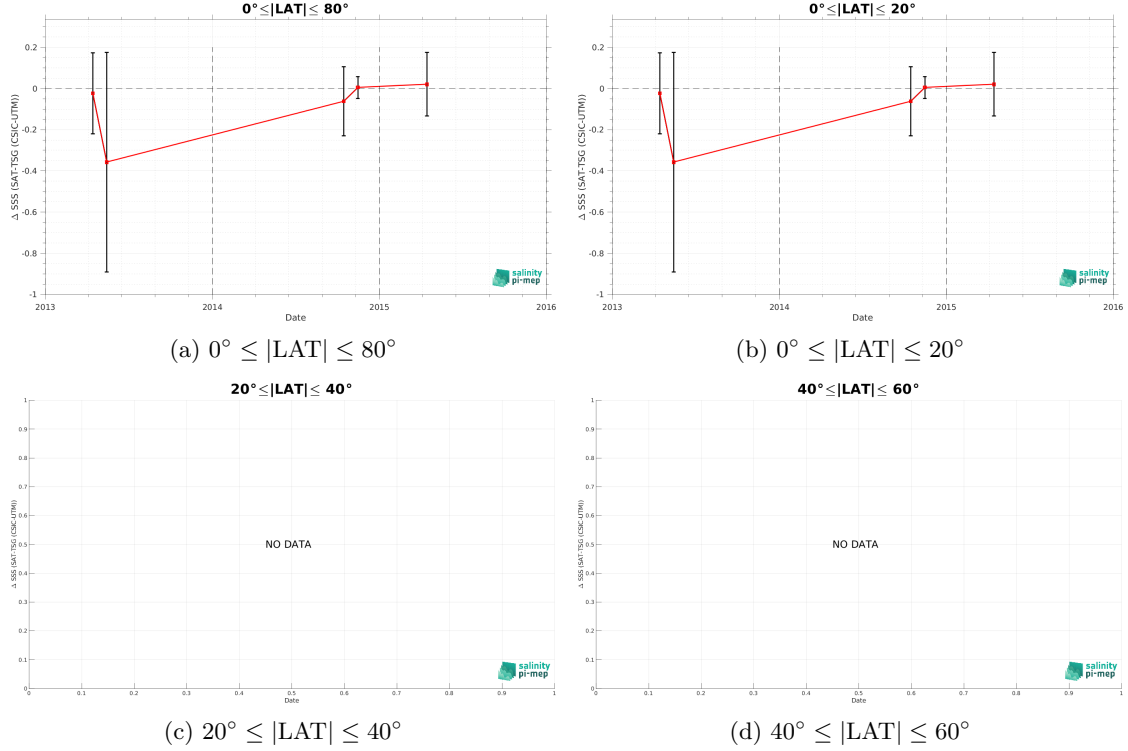 0°≤|LAT|≤ 80°
0.2
0
-0.2
-0.4
-0.6
-0.8
-1
Δ SSS (SAT-TSG (CSIC-UTM))
2013
2014
2015
2016
Date
salinity
pi-mep
(a) 0° ≤ |LAT| ≤ 80°
0°≤|LAT|≤ 20°
0.2
0
-0.2
-0.4
-0.6
-0.8
-1
Δ SSS (SAT-TSG (CSIC-UTM))
2013
2014
2015
2016
Date
salinity
pi-mep
(b) 0° ≤ |LAT| ≤ 20°
20°≤|LAT|≤ 40°
1
0.9
0.8
0.7
0.6
0.5
0.4
0.3
0.2
0.1
0
Δ SSS (SAT-TSG (CSIC-UTM))
NO DATA
0
0.1
0.2
0.3
0.4
0.5
0.6
0.7
0.8
0.9
1
Date
salinity
pi-mep
(c) 20° ≤ |LAT| ≤ 40°
40°≤|LAT|≤ 60°
1
0.9
0.8
0.7
0.6
0.5
0.4
0.3
0.2
0.1
0
Δ SSS (SAT-TSG (CSIC-UTM))
NO DATA
0
0.1
0.2
0.3
0.4
0.5
0.6
0.7
0.8
0.9
1
Date
salinity
pi-mep
(d) 40° ≤ |LAT| ≤ 60°